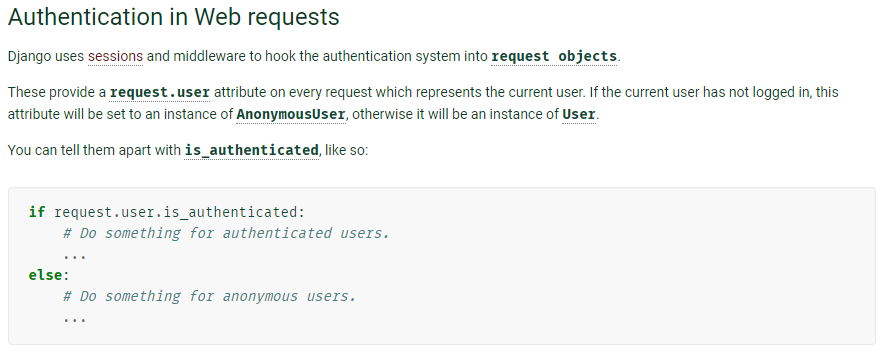 Authentication in Web requests
Django uses sessions and middleware to hook the authentication system into request objects.
These provide a request.user attribute on every request which represents the current user. If the current user has not logged in, this
attribute will be set to an instance of AnonymousUser, otherwise it will be an instance of User.
You can tell them apart with is_authenticated, like so:
if request.user.is_authenticated:
    # Do something for authenticated users.
    ...
else:
    # Do something for anonymous users.
    ...